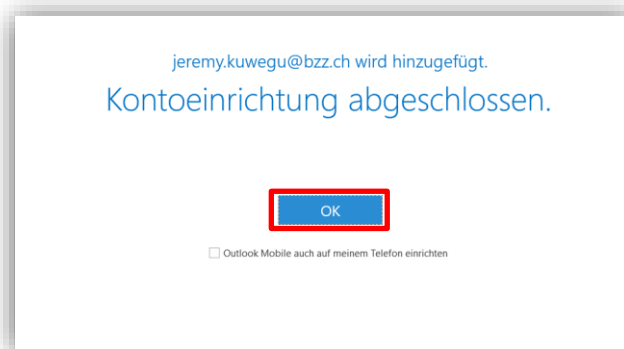 jeremy.kuwegu@bzz.ch wird hinzugefügt.
Kontoeinrichtung abgeschlossen.
OK
Outlook Mobile auch auf meinem Telefon einrichten